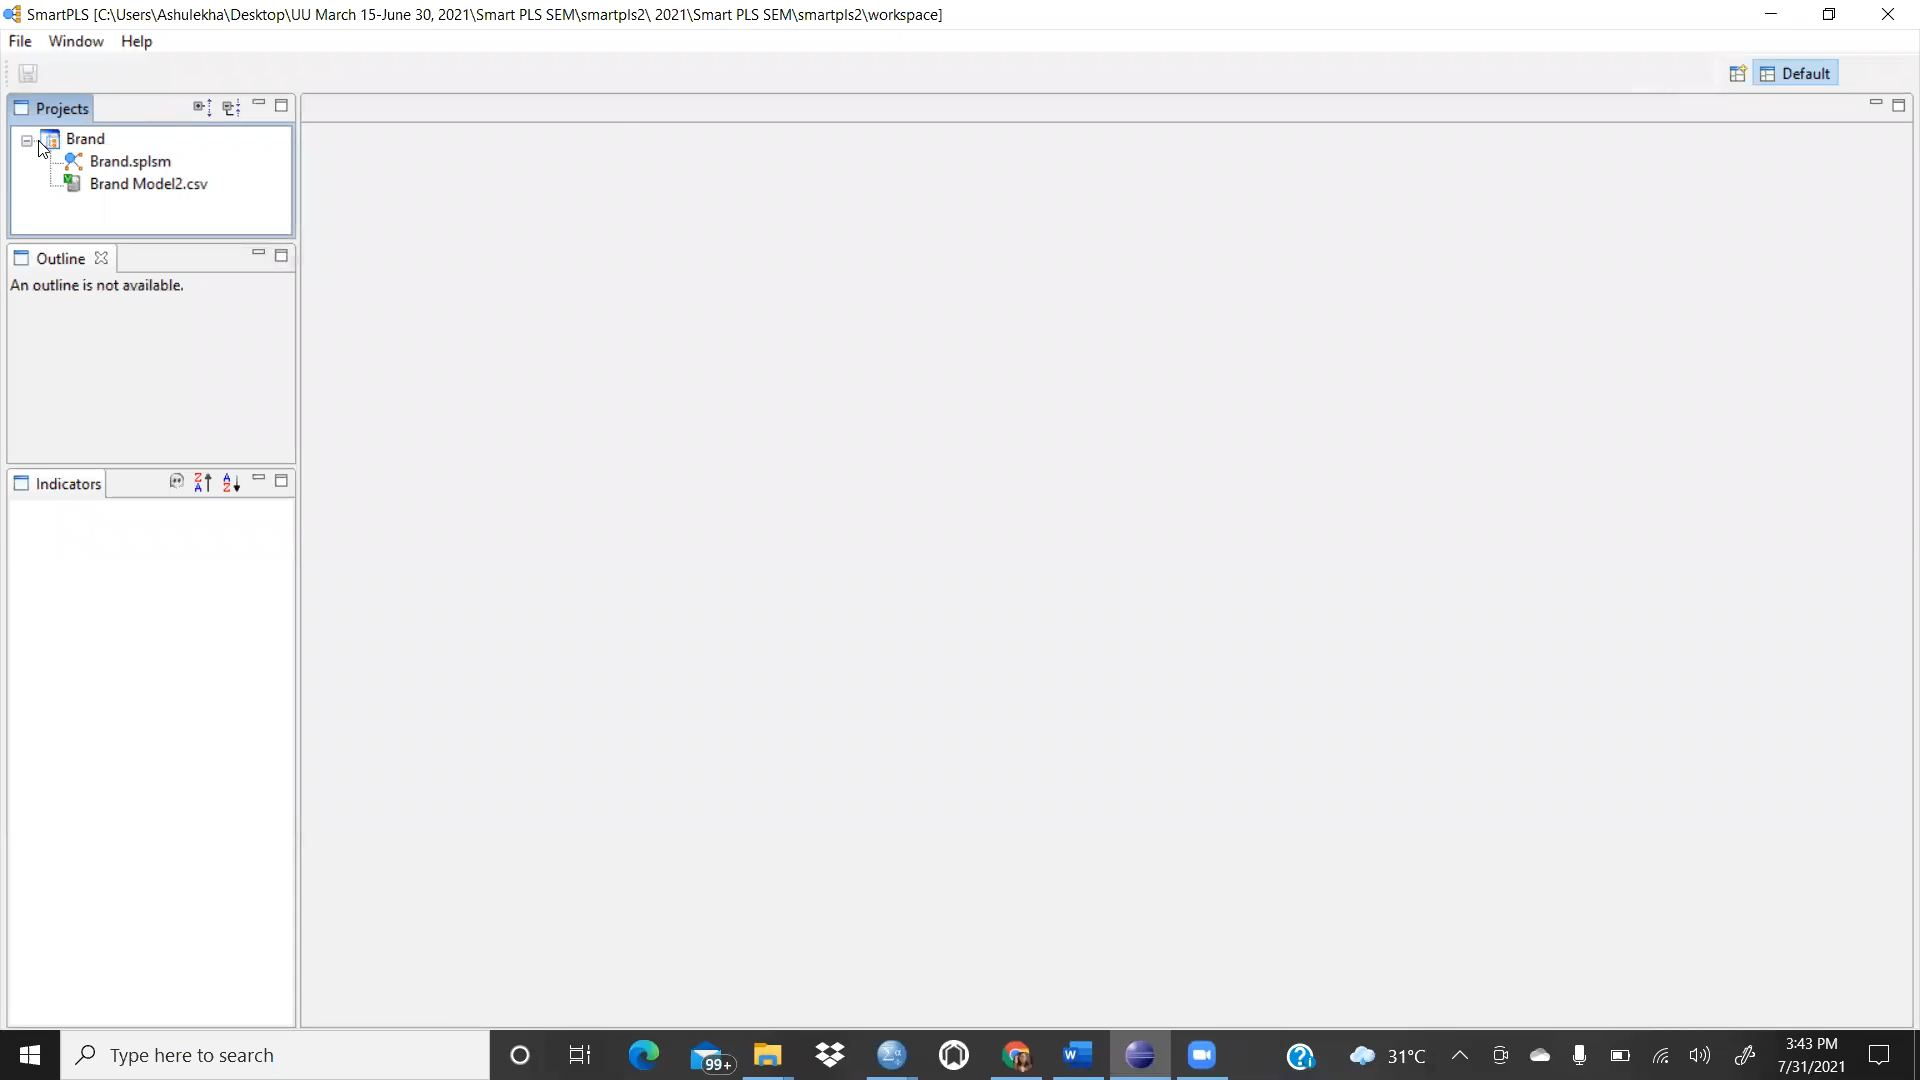 SmartPLS [C:\Users\Ashulekha\Desktop\UU March 15-June 30, 2021\Smart PLS SEM\smartpls2\ 2021\Smart PLS SEM\smartpls2\workspace]
File Window Help
Default
Projects
Brand
Brand.splsm
Brand Model2.csv
Outline
An outline is not available.
Indicators
Type here to search
99+
31°C
3:43 PM
7/31/2021